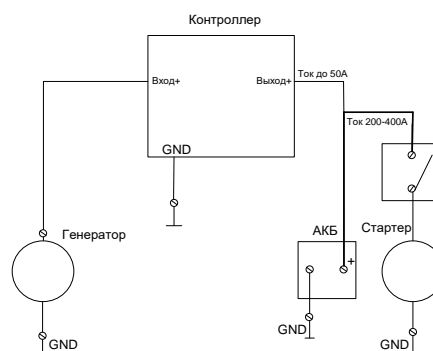 Контроллер
Вход+
Выход+
Ток до 50А
Ток 200-400А
GND
Генератор
АКБ
Стартер
+
GND
GND
GND